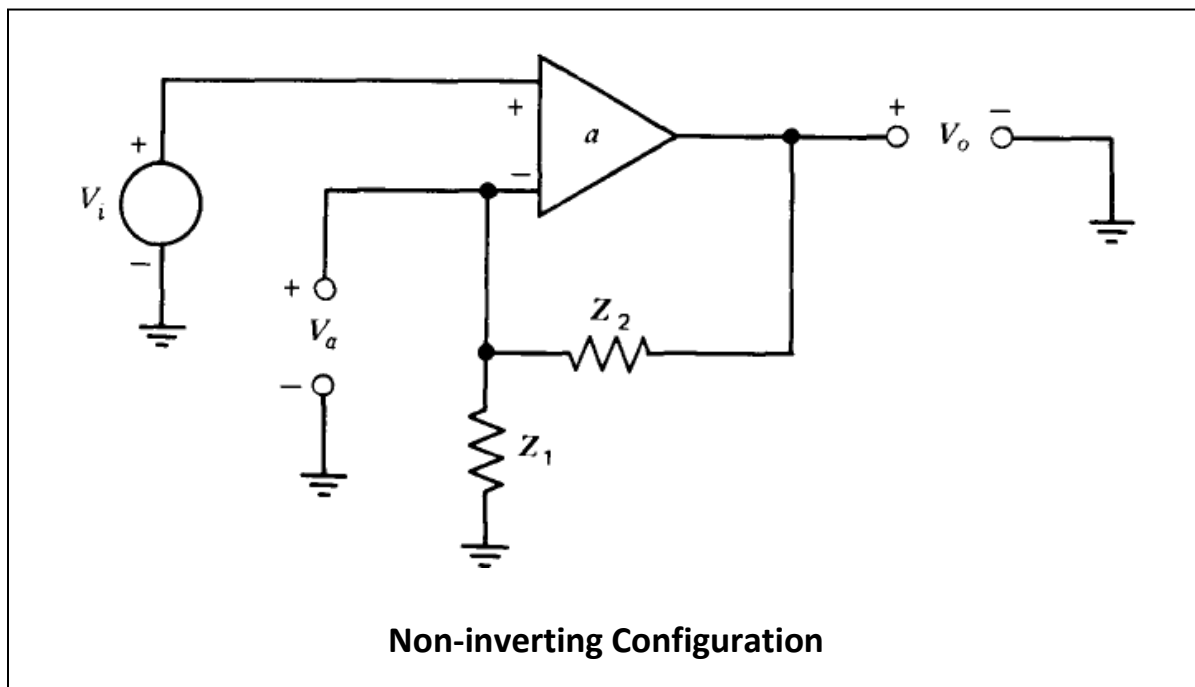 +
a
−
+ V_o −
+
V_i
−
+
V_a
−
Z_2
Z_1
Non-inverting Configuration